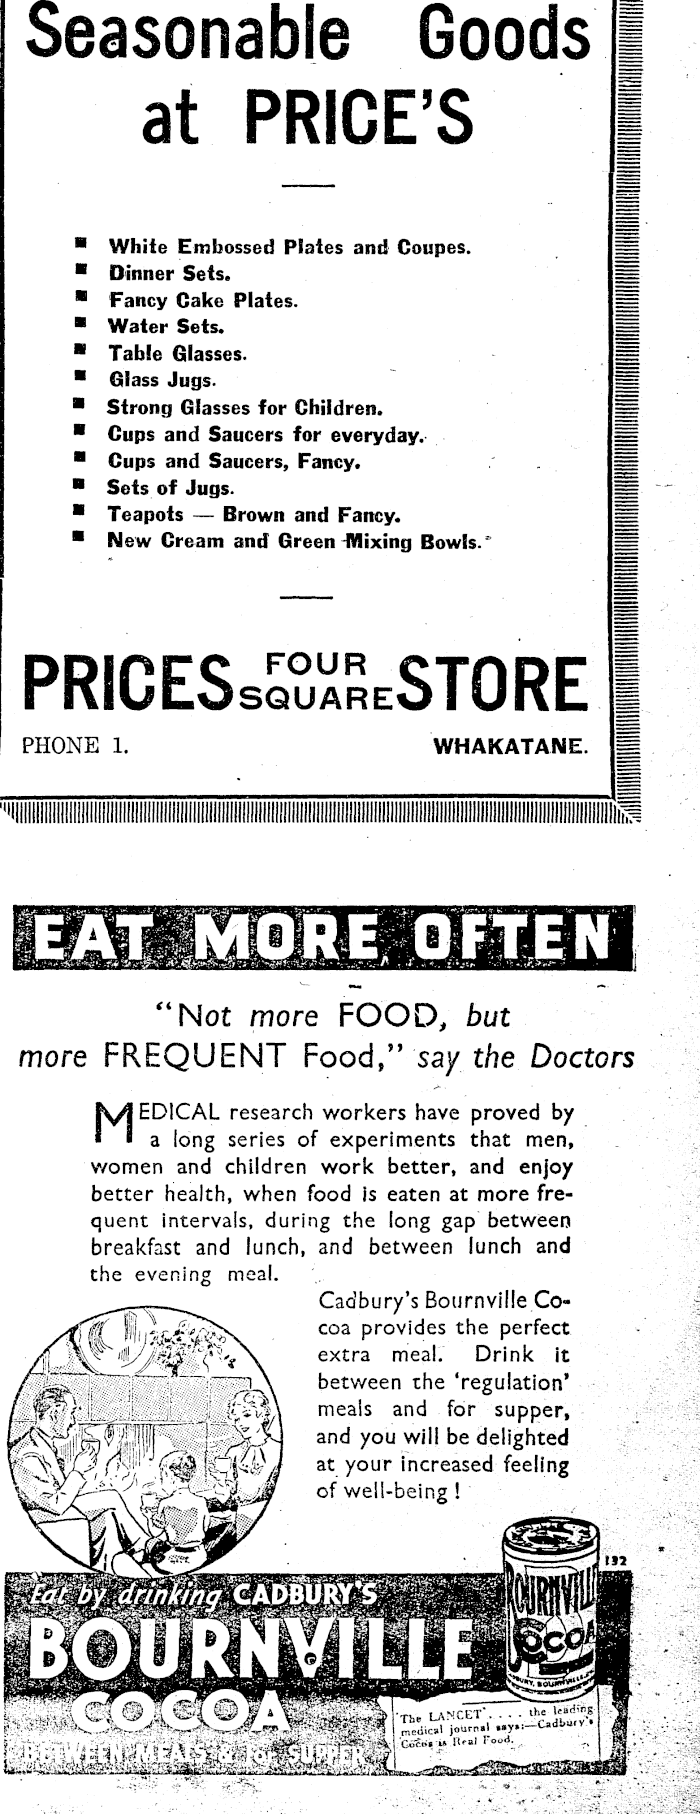 Seasonable Goods
at PRICE'S
■ White Embossed Plates and Coupes.
■ Dinner Sets.
■ Fancy Cake Plates.
■ Water Sets.
■ Table Glasses.
■ Glass Jugs.
■ Strong Glasses for Children.
■ Cups and Saucers for everyday.
■ Cups and Saucers, Fancy.
■ Sets of Jugs.
■ Teapots — Brown and Fancy.
■ New Cream and Green Mixing Bowls.
PRICES FOUR SQUARE STORE
PHONE 1. WHAKATANE.
EAT MORE OFTEN
"Not more FOOD, but
more FREQUENT Food," say the Doctors
MEDICAL research workers have proved by
a long series of experiments that men,
women and children work better, and enjoy
better health, when food is eaten at more fre-
quent intervals, during the long gap between
breakfast and lunch, and between lunch and
the evening meal.
Cadbury's Bournville Co-
coa provides the perfect
extra meal. Drink it
between the 'regulation'
meals and for supper,
and you will be delighted
at your increased feeling
of well-being !
132
Eat by drinking CADBURY'S
BOURNVILLE
COCOA
BETWEEN MEALS & for SUPPER
BOURNVILLE
COCOA
'The LANCET' . . . . the leading
medical journal says:—Cadbury's
Cocoa is Real Food.